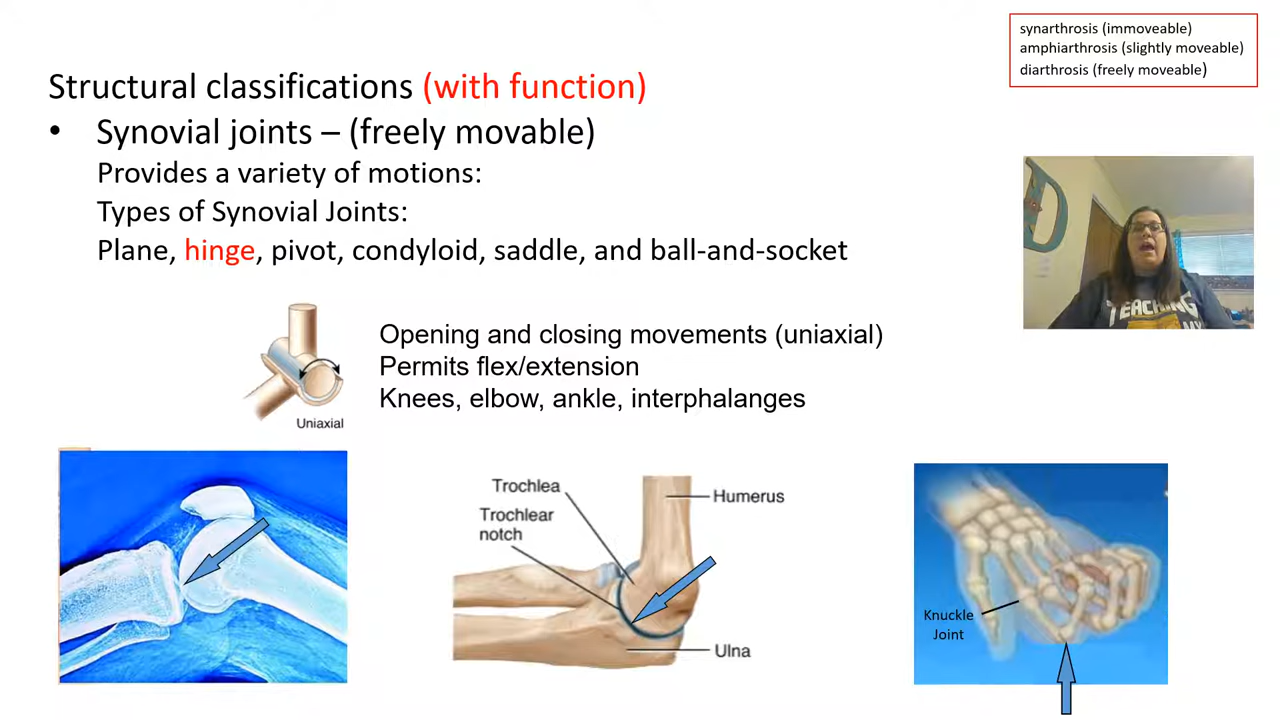 synarthrosis (immoveable)
amphiarthrosis (slightly moveable)
diarthrosis (freely moveable)
Structural classifications (with function)
• Synovial joints – (freely movable)
Provides a variety of motions:
Types of Synovial Joints:
Plane, hinge, pivot, condyloid, saddle, and ball-and-socket
TEACHING
MY
Opening and closing movements (uniaxial)
Permits flex/extension
Knees, elbow, ankle, interphalanges
Uniaxial
Trochlea
Trochlear
notch
Humerus
Ulna
Knuckle
Joint